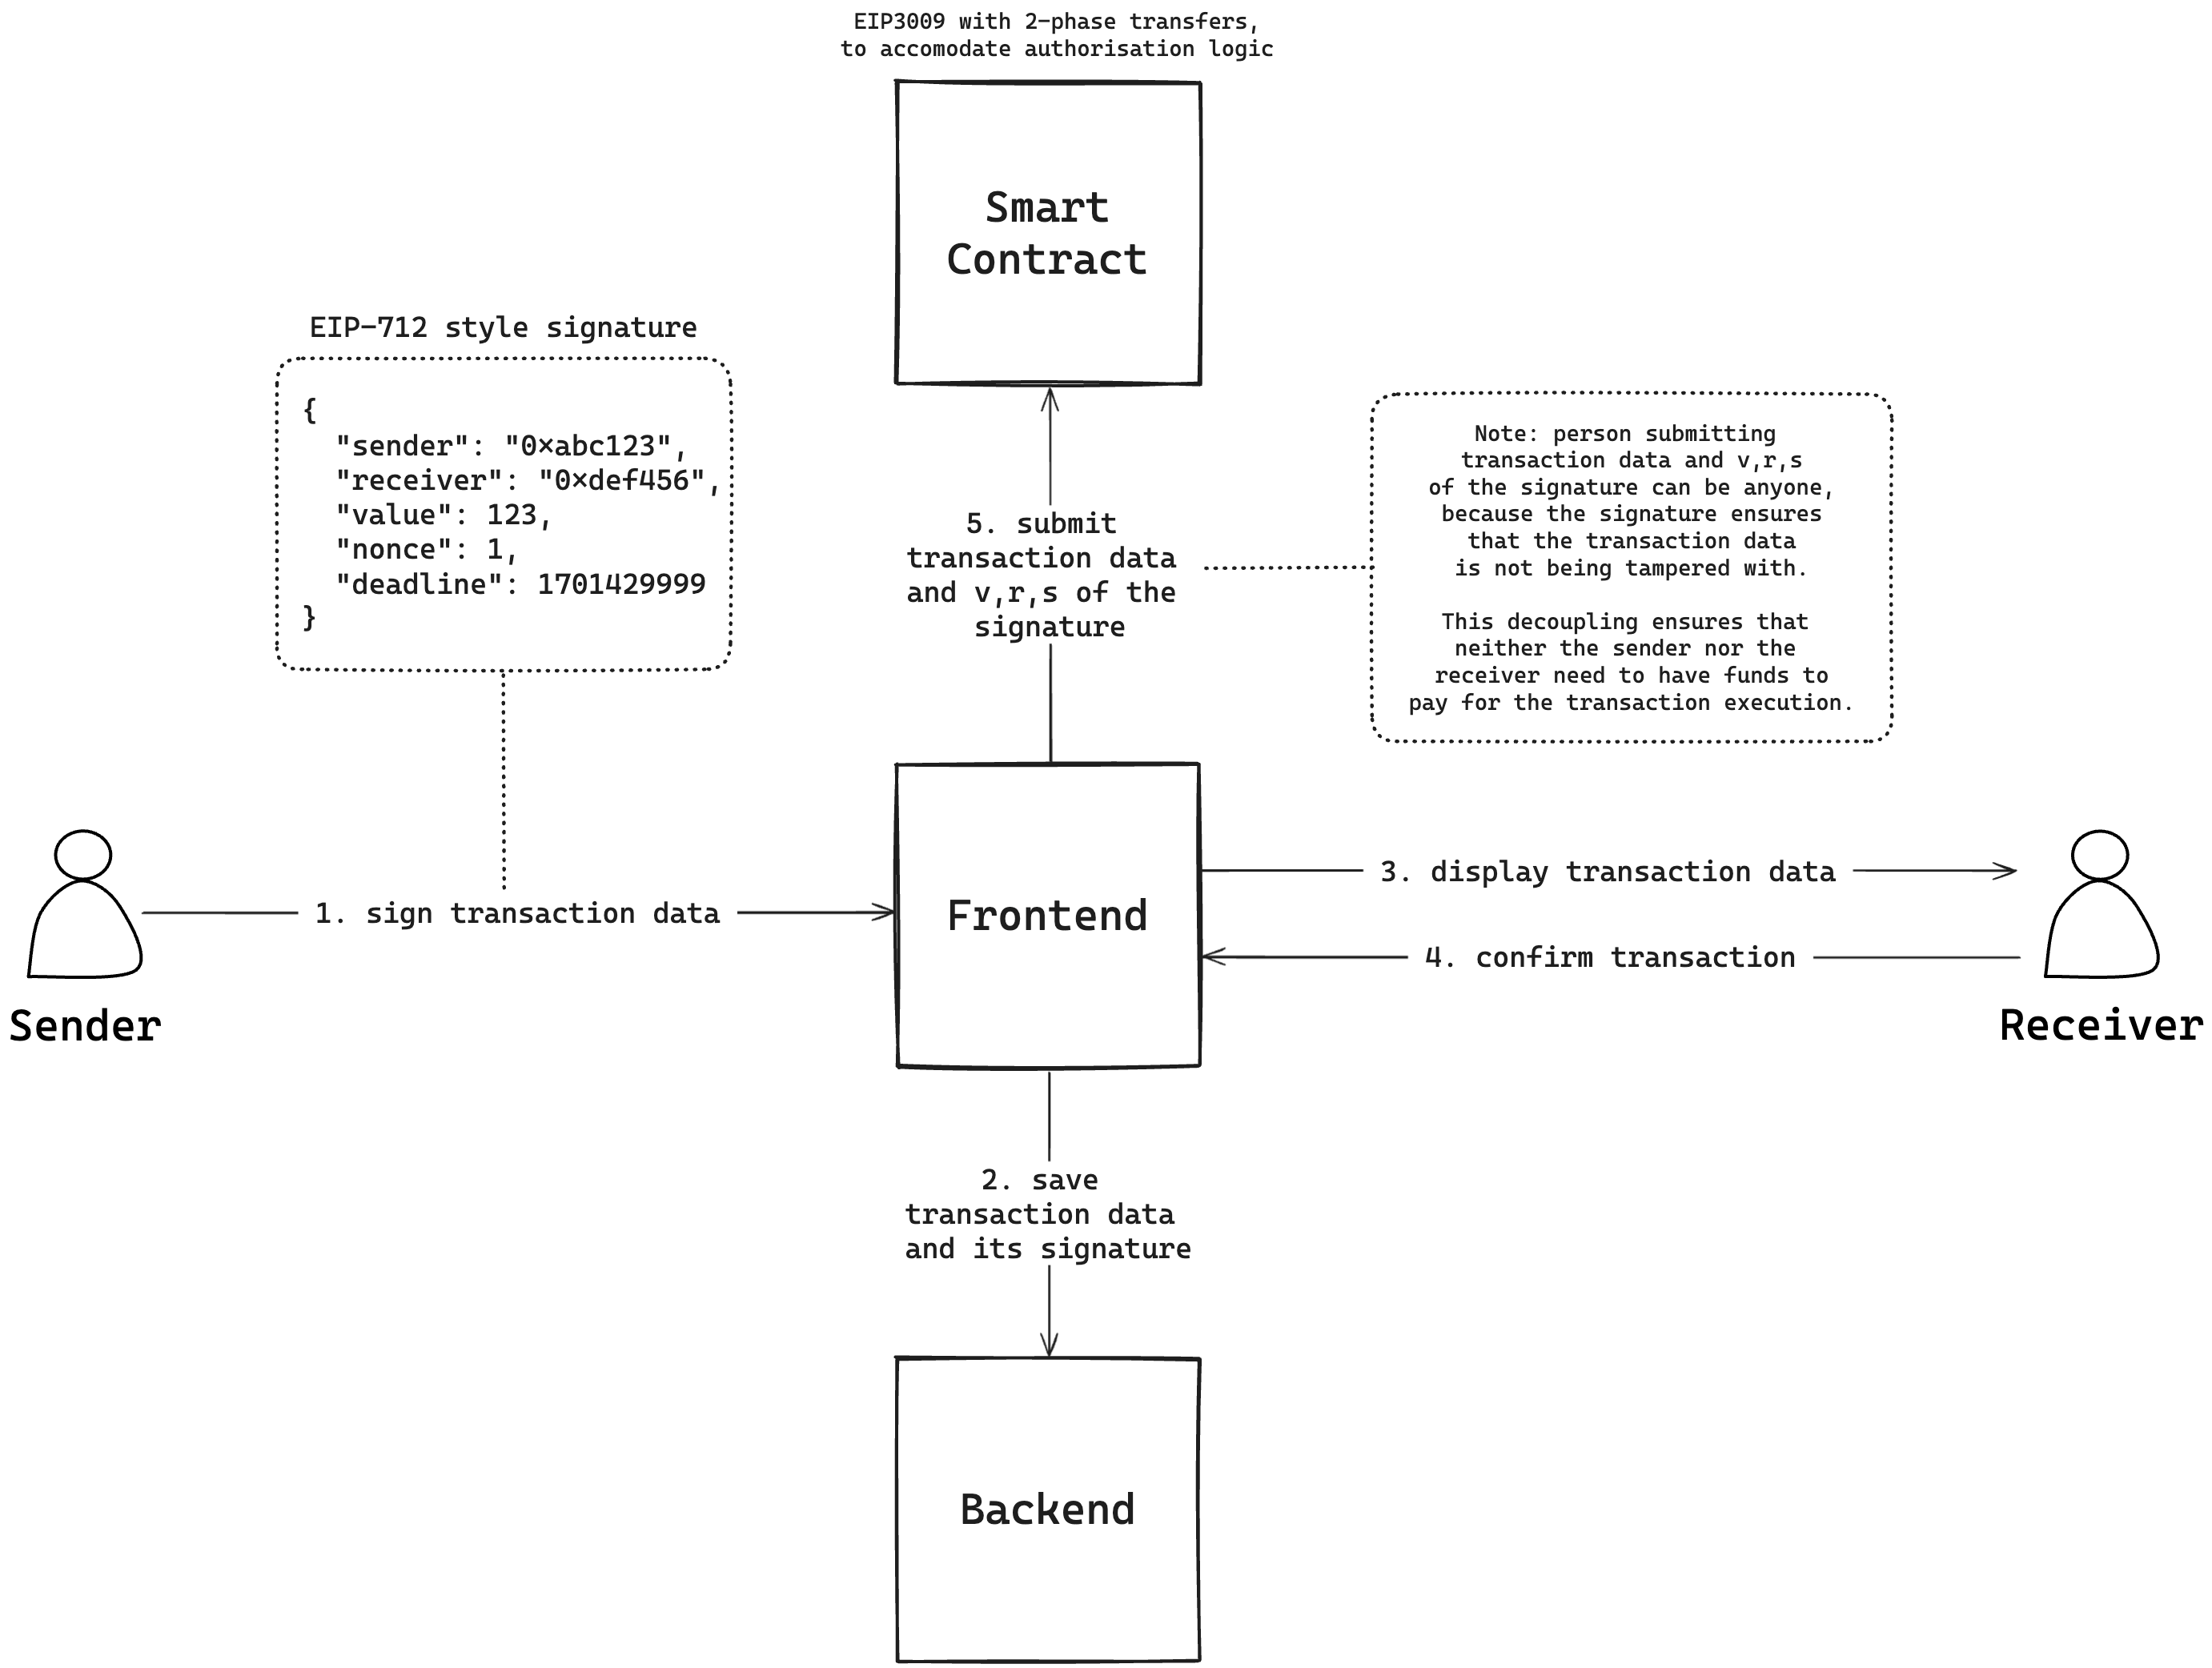 EIP3009 with 2-phase transfers,
to accomodate authorisation logic
Smart
Contract
EIP-712 style signature
{
"sender": "0×abc123",
"receiver": "0×def456",
"value": 123,
"nonce": 1,
"deadline": 1701429999
}
5. submit
transaction data
and v,r,s of the
signature
Note: person submitting
transaction data and v,r,s
of the signature can be anyone,
because the signature ensures
that the transaction data
is not being tampered with.
This decoupling ensures that
neither the sender nor the
receiver need to have funds to
pay for the transaction execution.
Sender
1. sign transaction data
Frontend
3. display transaction data
4. confirm transaction
Receiver
2. save
transaction data
and its signature
Backend